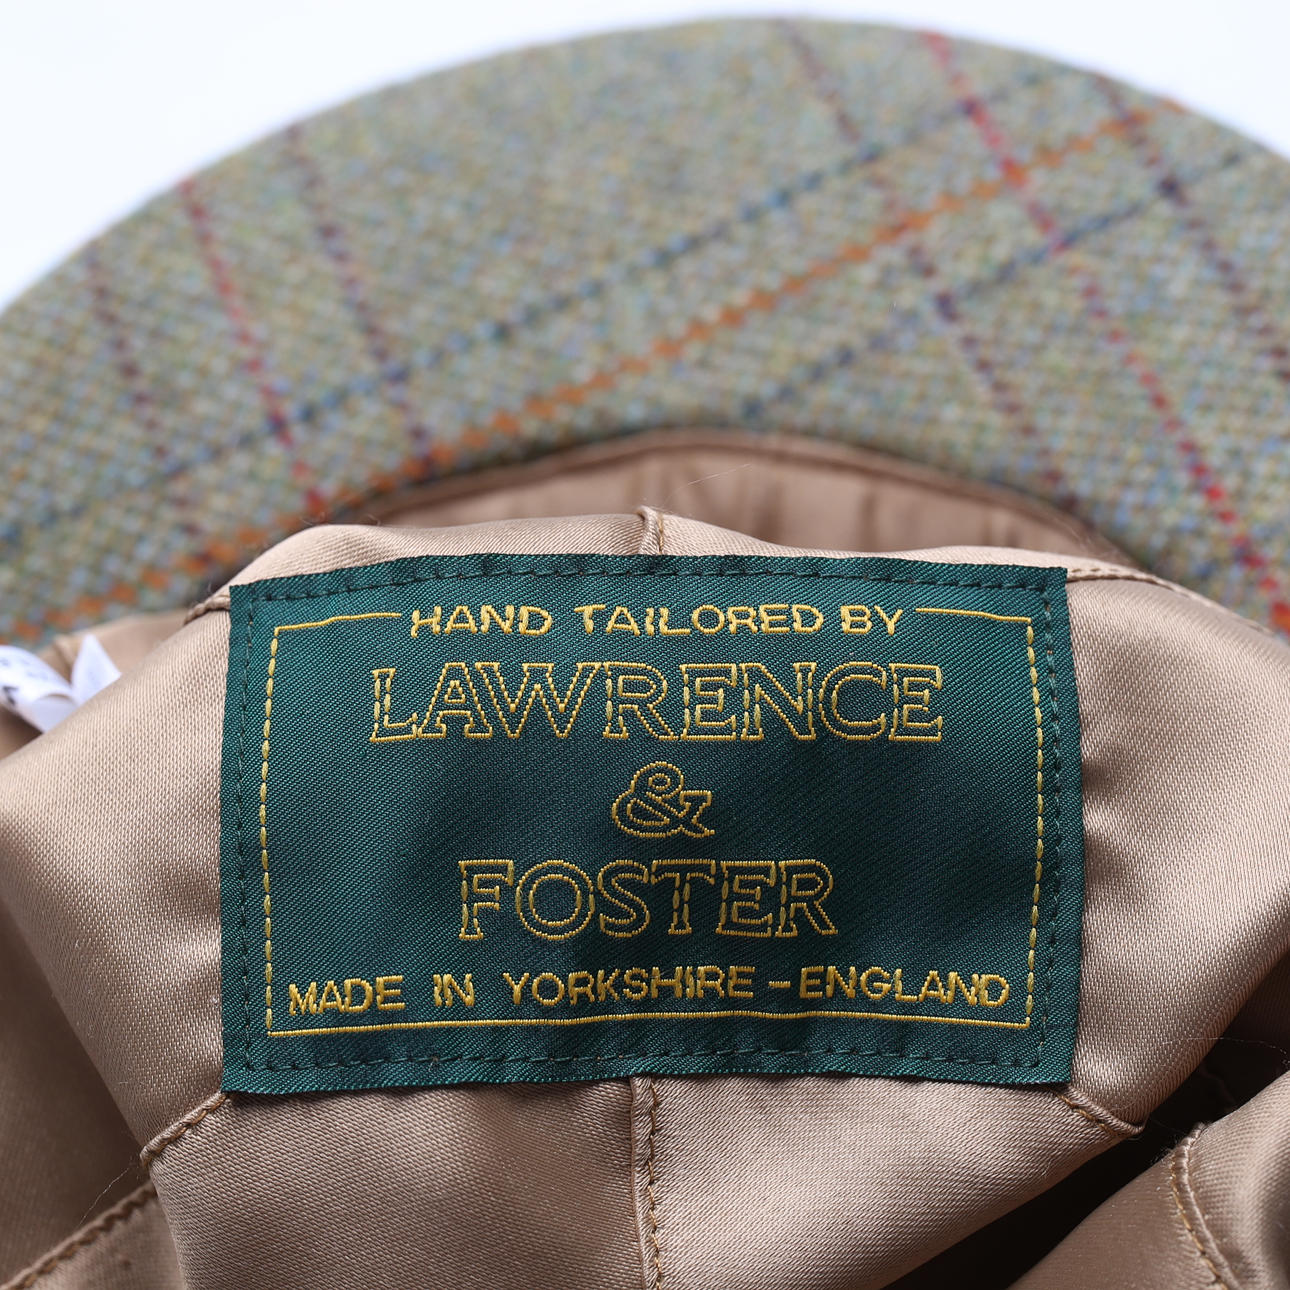 HAND TAILORED BY
LAWRENCE
&
FOSTER
MADE IN YORKSHIRE - ENGLAND